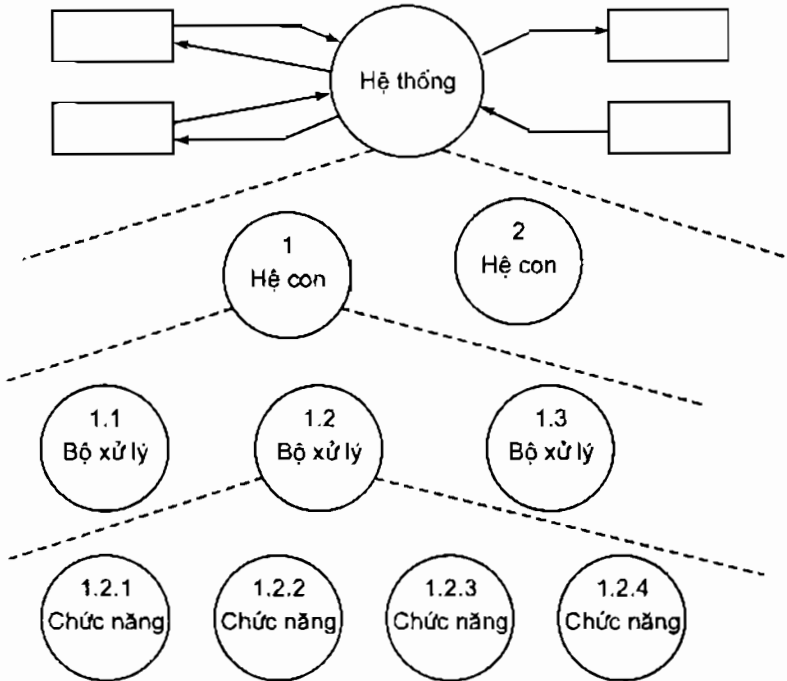 Hệ thống
1
Hệ con
2
Hệ con
1.1
Bộ xử lý
1.2
Bộ xử lý
1.3
Bộ xử lý
1.2.1
Chức năng
1.2.2
Chức năng
1.2.3
Chức năng
1.2.4
Chức năng